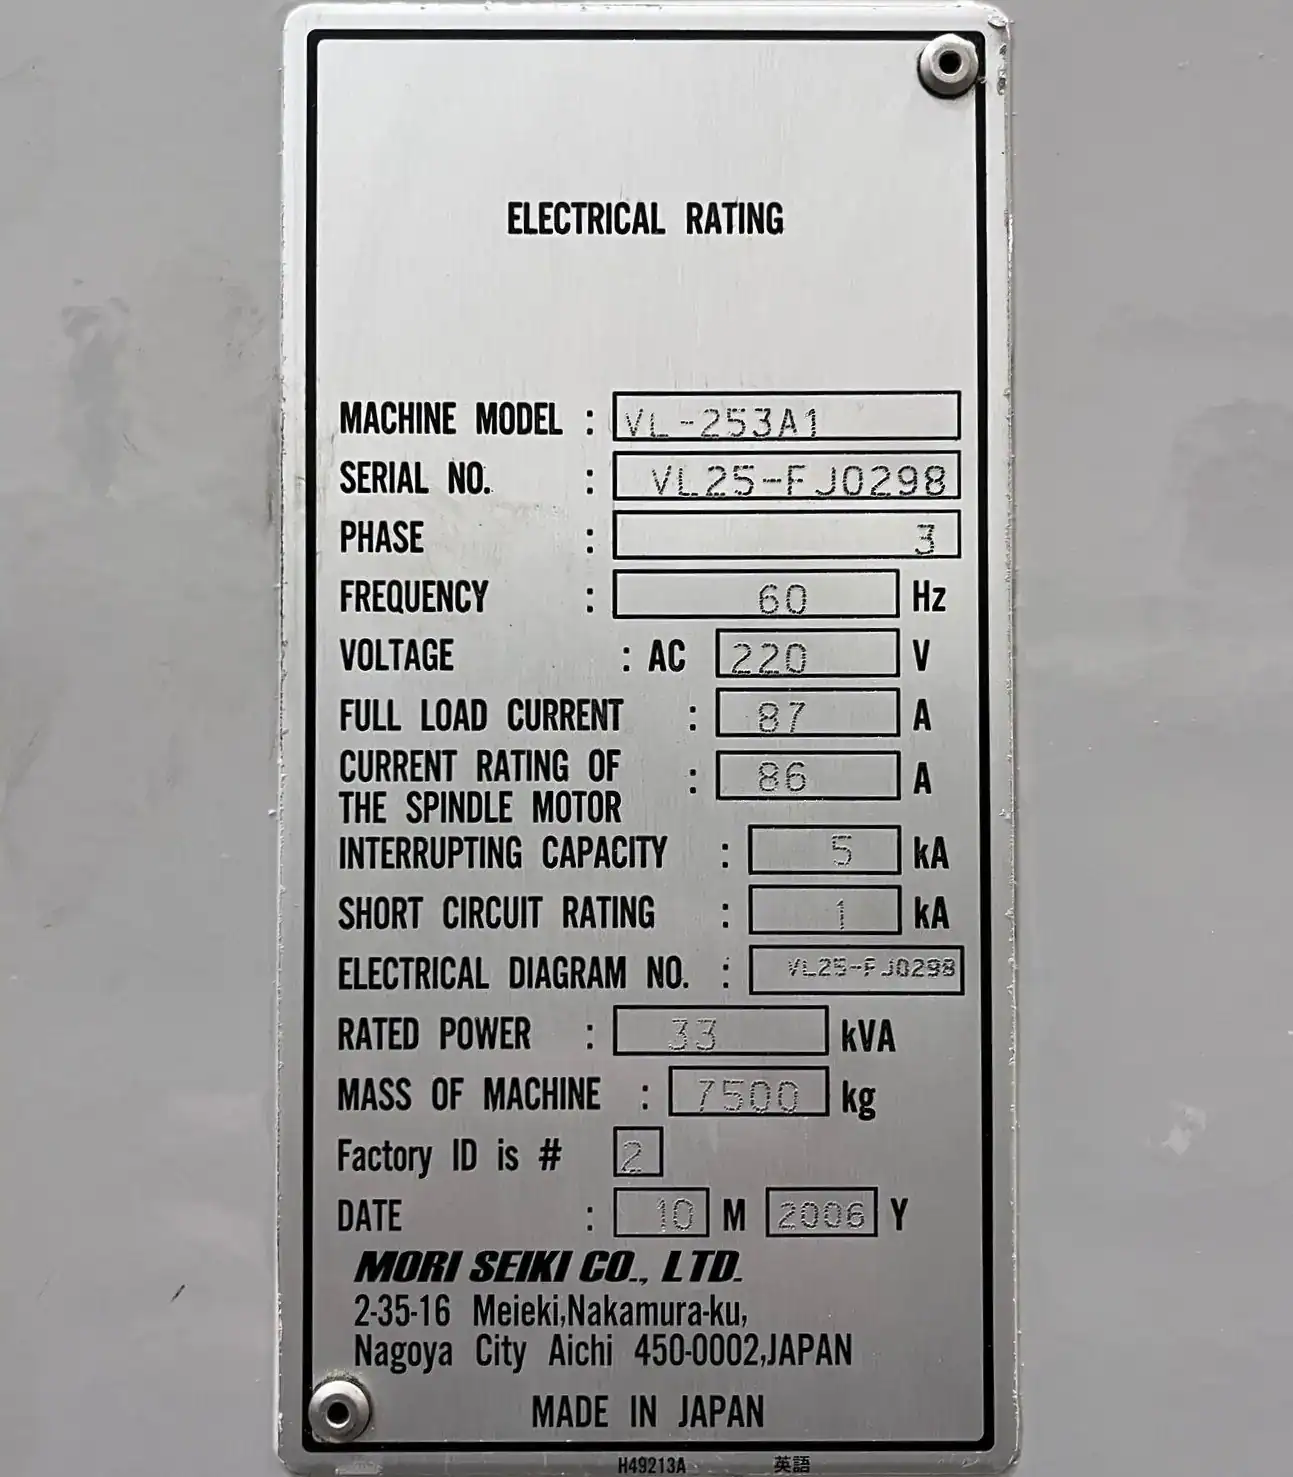 ELECTRICAL RATING
MACHINE MODEL : VL-253A1
SERIAL NO. : VL25-FJ0298
PHASE : 3
FREQUENCY : 60 Hz
VOLTAGE : AC 220 V
FULL LOAD CURRENT : 87 A
CURRENT RATING OF
THE SPINDLE MOTOR : 86 A
INTERRUPTING CAPACITY : 5 kA
SHORT CIRCUIT RATING : 1 kA
ELECTRICAL DIAGRAM NO. : VL25-FJ0298
RATED POWER : 33 kVA
MASS OF MACHINE : 7500 kg
Factory ID is # 2
DATE : 10 M 2006 Y
MORI SEIKI CO., LTD.
2-35-16 Meieki,Nakamura-ku,
Nagoya City Aichi 450-0002,JAPAN
MADE IN JAPAN
H49213A 英語